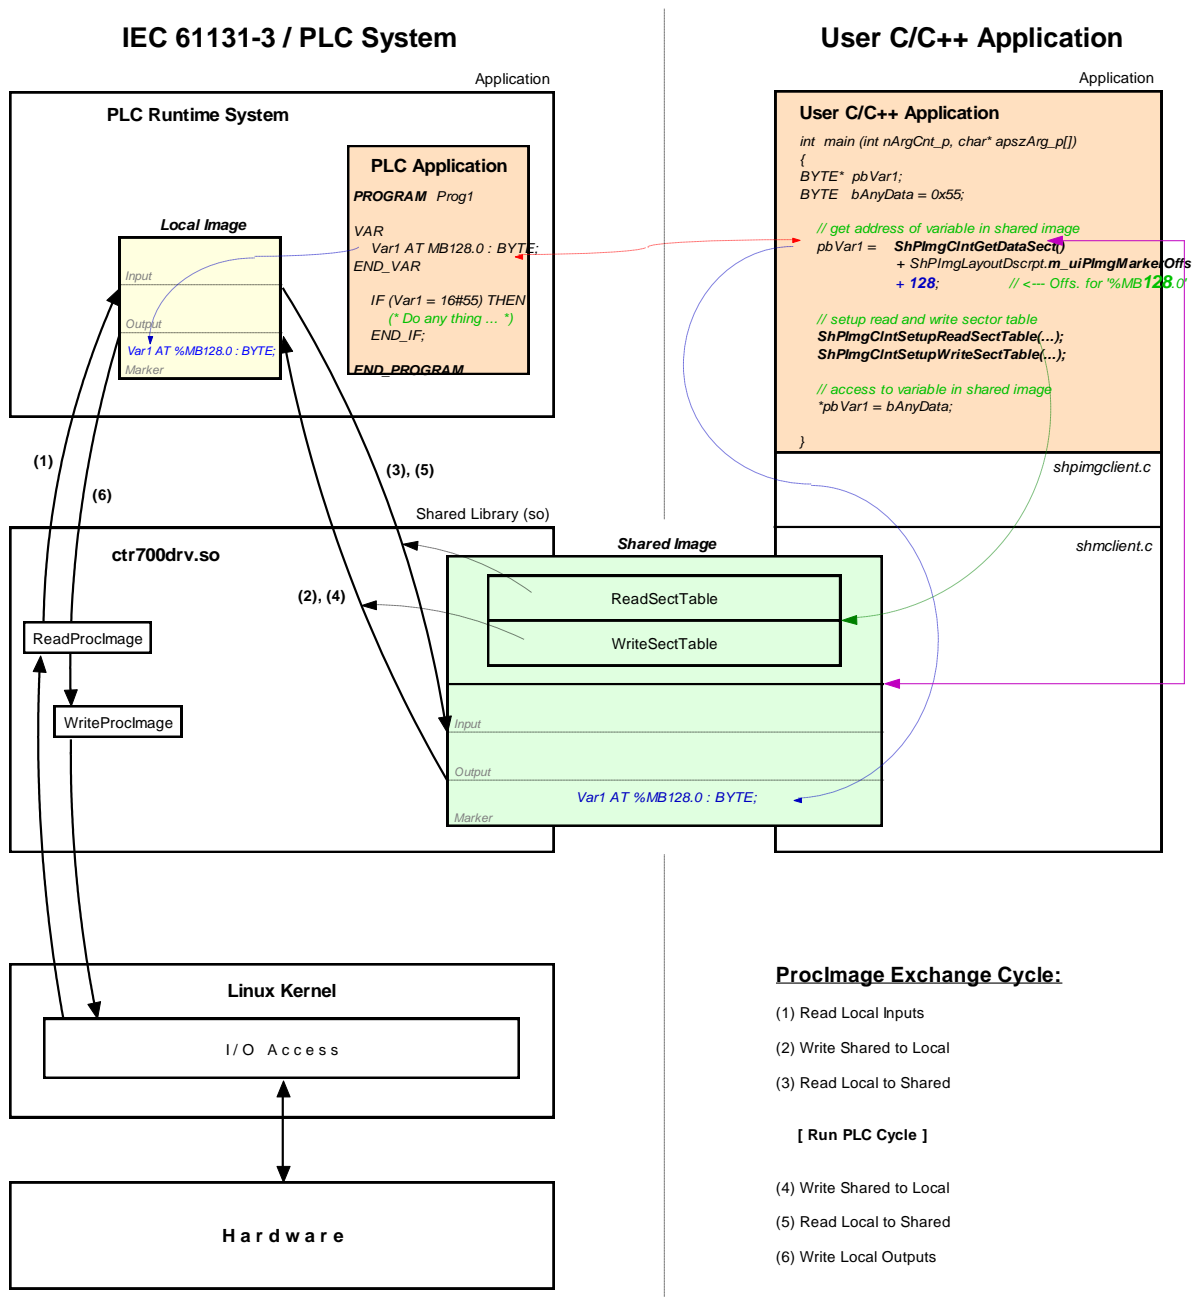 IEC 61131-3 / PLC System
User C/C++ Application
Application
PLC Runtime System
PLC Application
PROGRAM Prog1
VAR
Var1 AT MB128.0 : BYTE;
END_VAR
IF (Var1 = 16#55) THEN
(* Do any thing ... *)
END_IF;
END_PROGRAM
Local Image
Input
Output
Var1 AT %MB128.0 : BYTE;
Marker
Application
User C/C++ Application
int main (int nArgCnt_p, char* apszArg_p[])
{
BYTE* pbVar1;
BYTE bAnyData = 0x55;
// get address of variable in shared image
pbVar1 = ShPImgClntGetDataSect()
+ ShPImgLayoutDscrpt.m_uiPImgMarkerOffs
+ 128; // <--- Offs. for '%MB128.0'
// setup read and write sector table
ShPImgClntSetupReadSectTable(...);
ShPImgClntSetupWriteSectTable(...);
// access to variable in shared image
*pbVar1 = bAnyData;
}
shpimgclient.c
shmclient.c
(1)
(6)
(3), (5)
(2), (4)
Shared Library (so)
ctr700drv.so
ReadProcImage
WriteProcImage
Shared Image
ReadSectTable
WriteSectTable
Input
Output
Var1 AT %MB128.0 : BYTE;
Marker
Linux Kernel
I/O Access
Hardware
ProcImage Exchange Cycle:
(1) Read Local Inputs
(2) Write Shared to Local
(3) Read Local to Shared
[ Run PLC Cycle ]
(4) Write Shared to Local
(5) Read Local to Shared
(6) Write Local Outputs